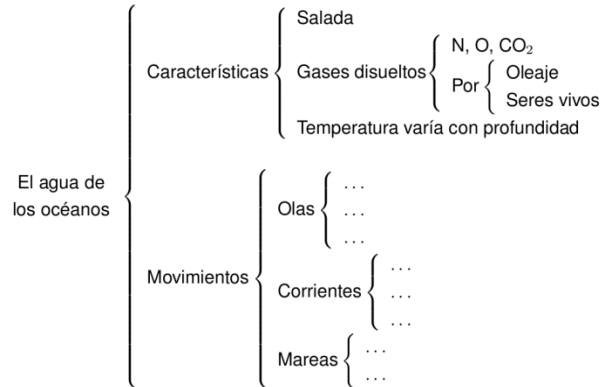 El agua de
los océanos
Características
Salada
Gases disueltos
N, O, CO₂
Por
Oleaje
Seres vivos
Temperatura varía con profundidad
Movimientos
Olas
...
...
...
Corrientes
...
...
...
Mareas
...
...